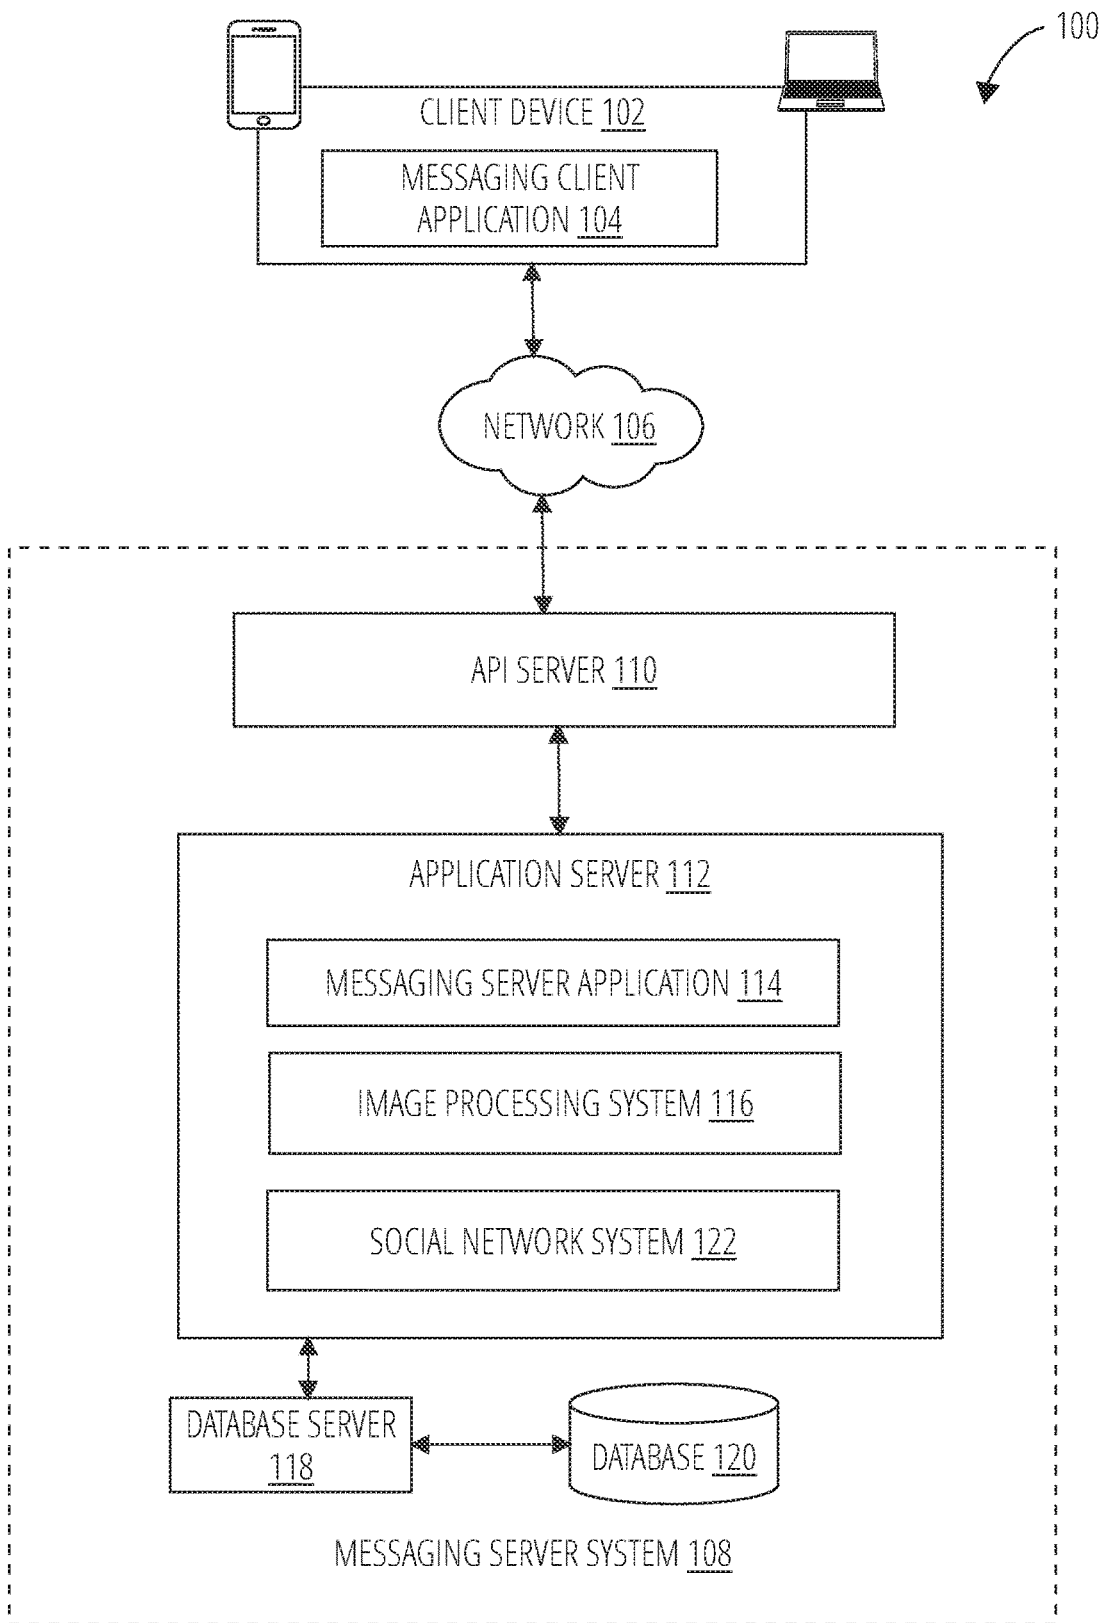 100
CLIENT DEVICE 102
MESSAGING CLIENT
APPLICATION 104
NETWORK 106
API SERVER 110
APPLICATION SERVER 112
MESSAGING SERVER APPLICATION 114
IMAGE PROCESSING SYSTEM 116
SOCIAL NETWORK SYSTEM 122
DATABASE SERVER
118
DATABASE 120
MESSAGING SERVER SYSTEM 108